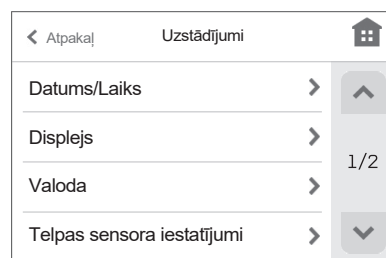 Atpakaļ Uzstādījumi
Datums/Laiks
Displejs
1/2
Valoda
Telpas sensora iestatījumi